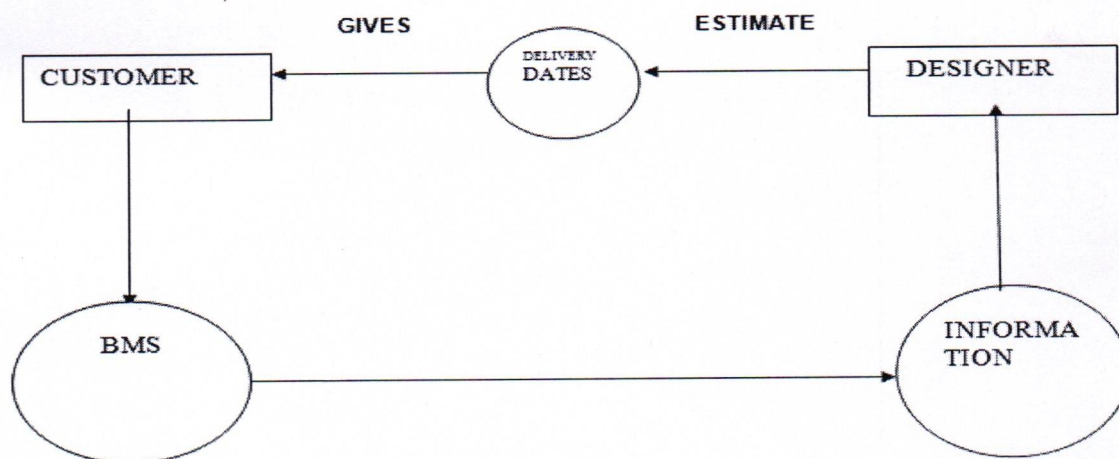 GIVES
ESTIMATE
CUSTOMER
DELIVERY
DATES
DESIGNER
BMS
INFORMA
TION